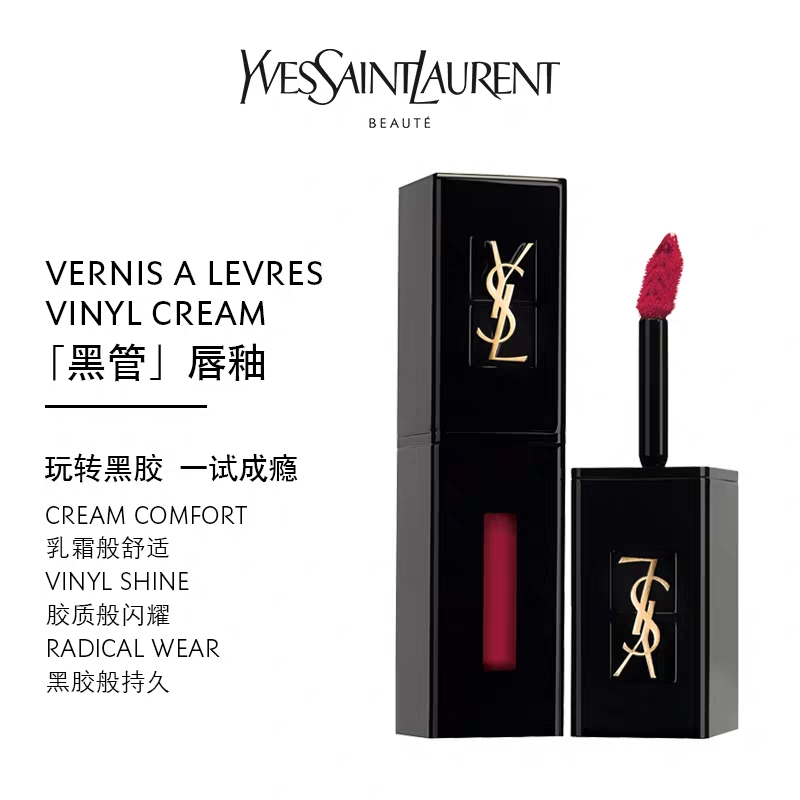 YVESSAINTLAURENT
BEAUTÉ
VERNIS A LEVRES
VINYL CREAM
「黑管」唇釉
玩转黑胶 一试成瘾
CREAM COMFORT
乳霜般舒适
VINYL SHINE
胶质般闪耀
RADICAL WEAR
黑胶般持久
YSL
YSL